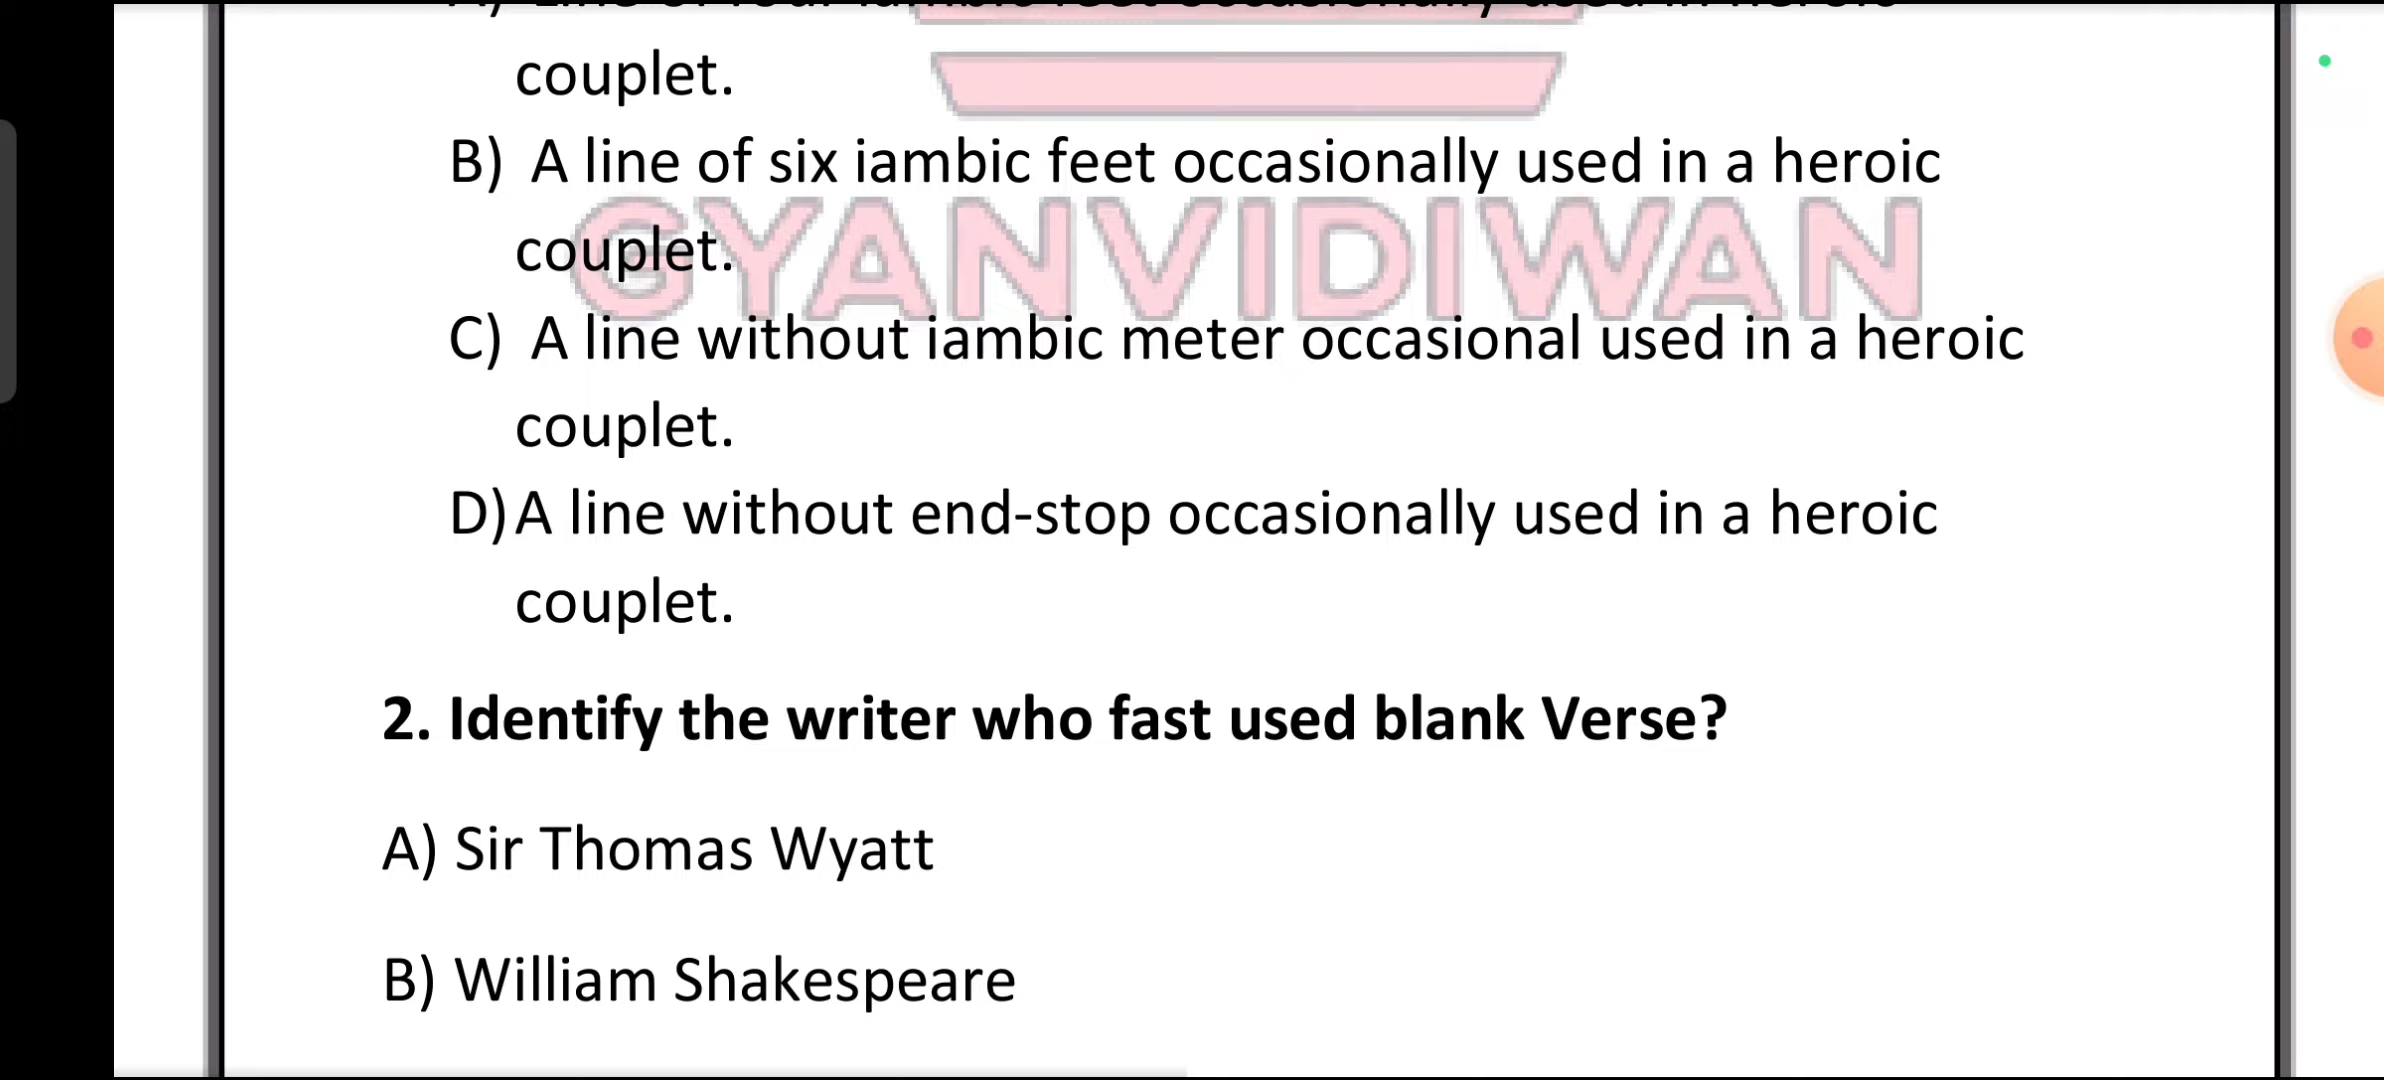 couplet.
B) A line of six iambic feet occasionally used in a heroic
couplet.
GYANVIDIWAN
C) A line without iambic meter occasional used in a heroic
couplet.
D) A line without end-stop occasionally used in a heroic
couplet.
2. Identify the writer who fast used blank Verse?
A) Sir Thomas Wyatt
B) William Shakespeare